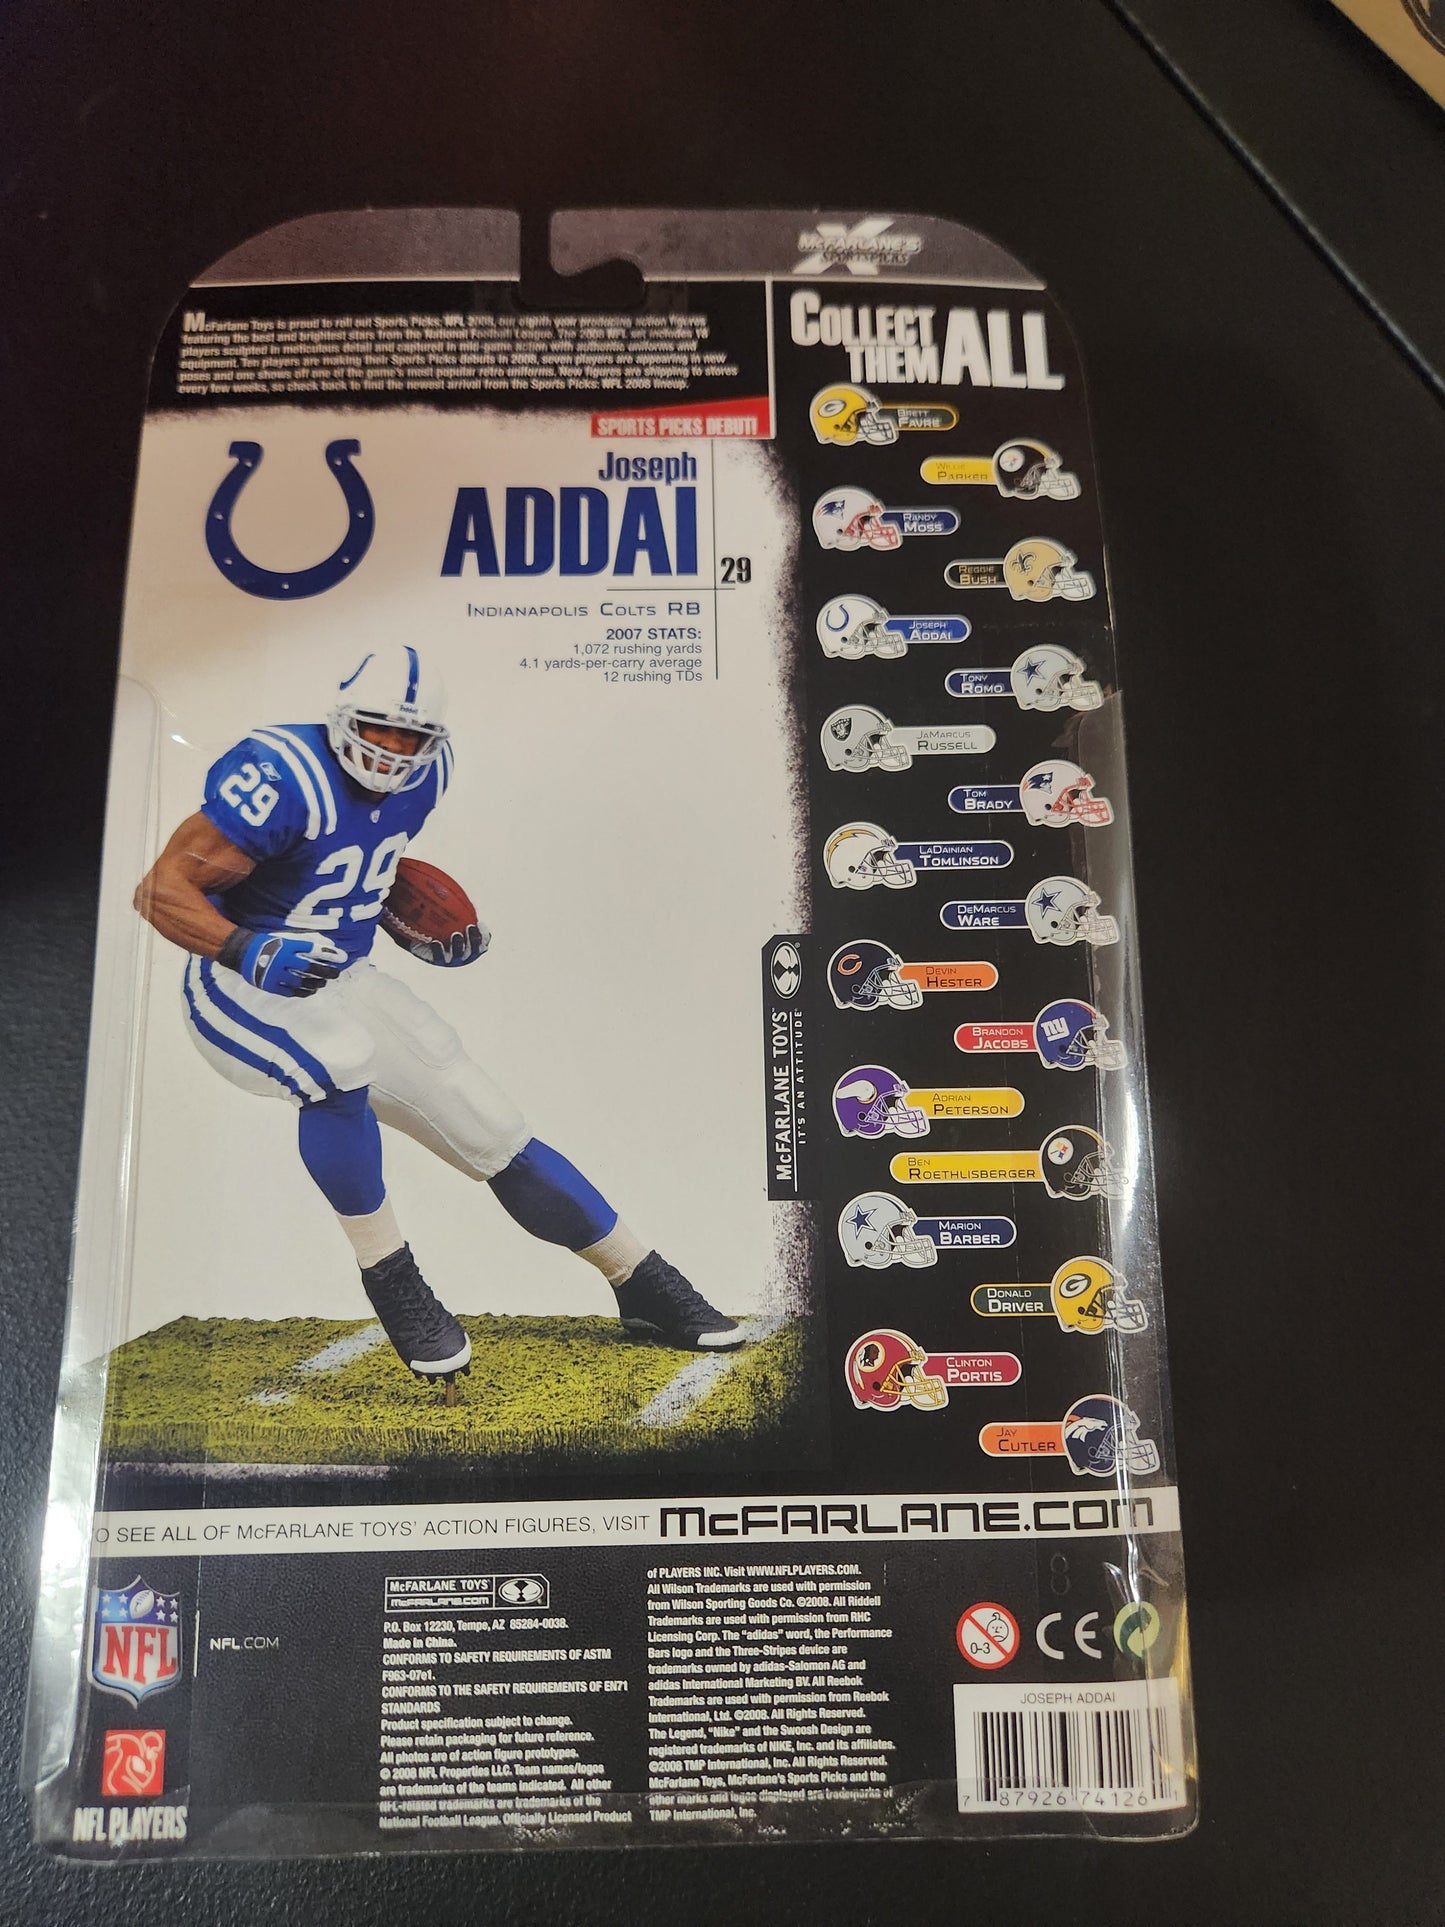 McFARLANE'S
SPORTSPICKS
McFarlane Toys is proud to roll out Sports Picks: NFL 2008, our eighth year producing action figures
featuring the best and brightest stars from the National Football League. The 2008 NFL set includes 18
players sculpted in meticulous detail and captured in mid-game action with authentic uniforms and
equipment. Ten players are making their Sports Picks debuts in 2008, seven players are appearing in new
poses and one shows off one of the game's most popular retro uniforms. New figures are shipping to stores
every few weeks, so check back to find the newest arrival from the Sports Picks: NFL 2008 lineup.
SPORTS PICKS DEBUT!
Joseph
ADDAI
29
INDIANAPOLIS COLTS RB
2007 STATS:
1,072 rushing yards
4.1 yards-per-carry average
12 rushing TDs
29
29
COLLECT
THEM ALL
BRETT
FAVRE
WILLIE
PARKER
RANDY
MOSS
REGGIE
BUSH
JOSEPH
ADDAI
TONY
ROMO
JAMARCUS
RUSSELL
TOM
BRADY
LADAINIAN
TOMLINSON
DEMARCUS
WARE
DEVIN
HESTER
BRANDON
JACOBS
ny
ADRIAN
PETERSON
BEN
ROETHLISBERGER
MARION
BARBER
DONALD
DRIVER
CLINTON
PORTIS
JAY
CUTLER
McFARLANE TOYS
IT'S AN ATTITUDE
O SEE ALL OF McFARLANE TOYS' ACTION FIGURES, VISIT McFARLANE.COM
NFL
NFL.COM
NFL PLAYERS
McFARLANE TOYS
McFARLANE.COM
P.O. Box 12230, Tempe, AZ 85284-0038.
Made in China.
CONFORMS TO SAFETY REQUIREMENTS OF ASTM
F963-07e1.
CONFORMS TO THE SAFETY REQUIREMENTS OF EN71
STANDARDS
Product specification subject to change.
Please retain packaging for future reference.
All photos are of action figure prototypes.
© 2008 NFL Properties LLC. Team names/logos
are trademarks of the teams indicated. All other
NFL-related trademarks are trademarks of the
National Football League. Officially Licensed Product
of PLAYERS INC. Visit WWW.NFLPLAYERS.COM.
All Wilson Trademarks are used with permission
from Wilson Sporting Goods Co. ©2008. All Riddell
Trademarks are used with permission from RHC
Licensing Corp. The "adidas" word, the Performance
Bars logo and the Three-Stripes device are
trademarks owned by adidas-Salomon AG and
adidas International Marketing BV. All Reebok
Trademarks are used with permission from Reebok
International, Ltd. ©2008. All Rights Reserved.
The Legend, "Nike" and the Swoosh Design are
registered trademarks of NIKE, Inc. and its affiliates.
©2008 TMP International, Inc. All Rights Reserved.
McFarlane Toys, McFarlane's Sports Picks and the
other marks and logos displayed are trademarks of
TMP International, Inc.
8
0-3
CE
JOSEPH ADDAI
7 87926 74126 1